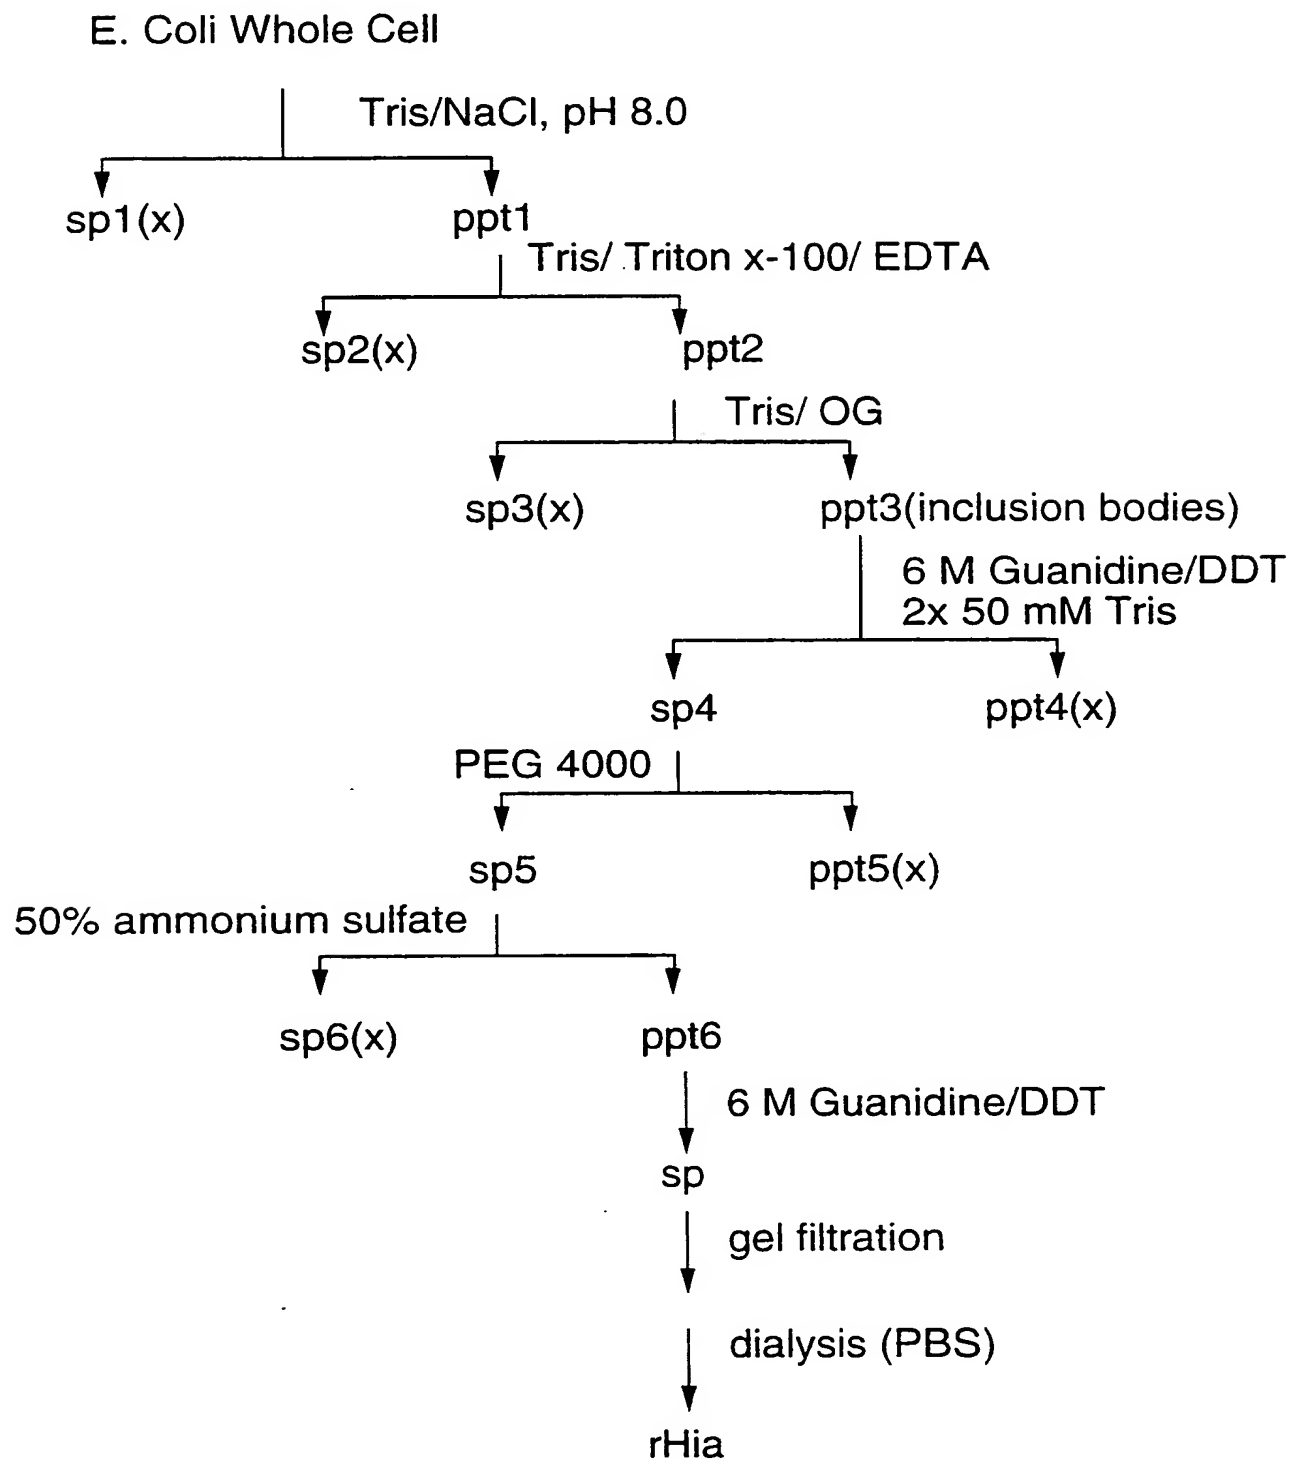 E. Coli Whole Cell
Tris/NaCl, pH 8.0
sp1(x) ppt1
Tris/ Triton x-100/ EDTA
sp2(x) ppt2
Tris/ OG
sp3(x) ppt3(inclusion bodies)
6 M Guanidine/DDT
2x 50 mM Tris
sp4 ppt4(x)
PEG 4000
sp5 ppt5(x)
50% ammonium sulfate
sp6(x) ppt6
6 M Guanidine/DDT
sp
gel filtration
dialysis (PBS)
rHia